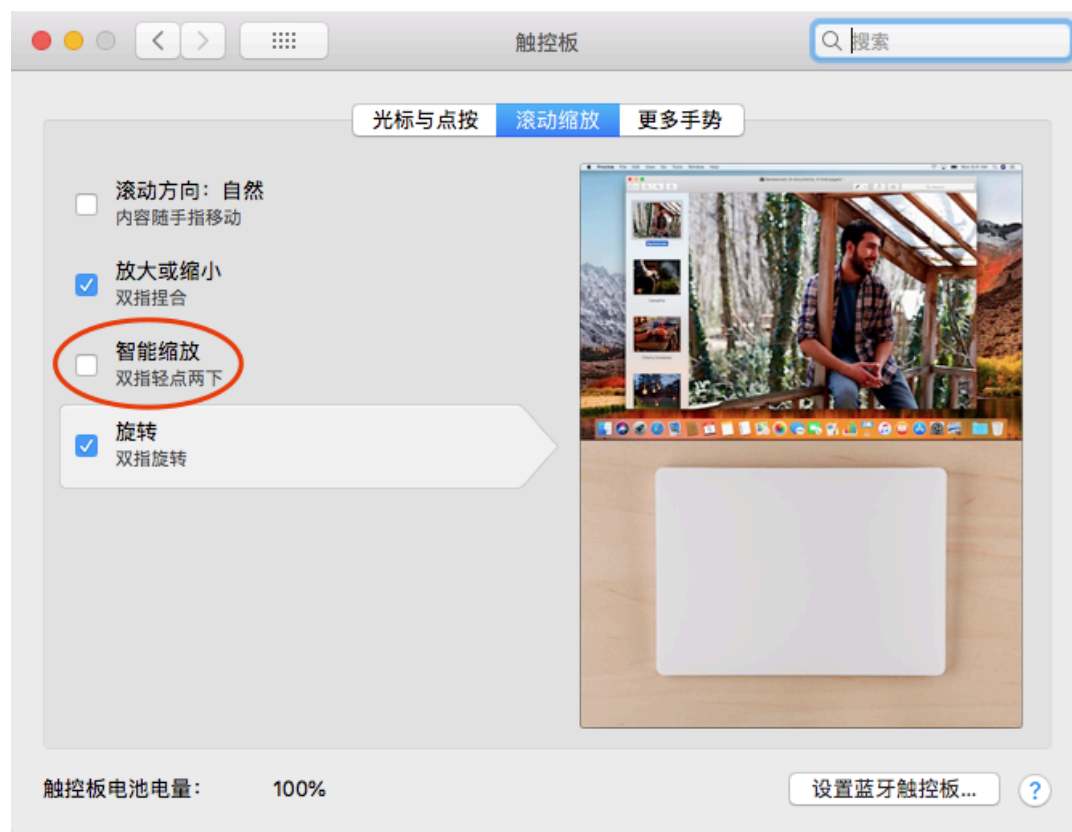 触控板
搜索
光标与点按
滚动缩放
更多手势
滚动方向：自然
内容随手指移动
放大或缩小
双指捏合
智能缩放
双指轻点两下
旋转
双指旋转
触控板电池电量：
100%
设置蓝牙触控板...
?